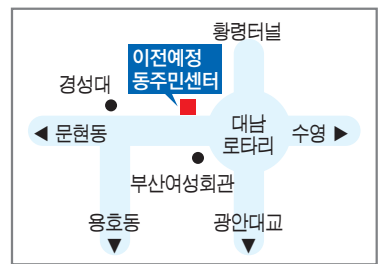 황령터널
이전예정
동주민센터
경성대
◀ 문현동
대남
로타리
수영 ▶
부산여성회관
용호동
▼
광안대교
▼